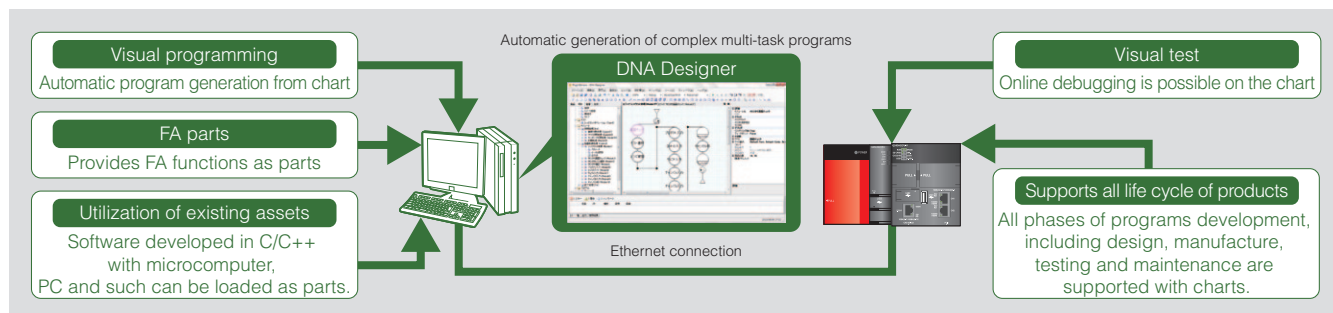 Visual programming
Automatic program generation from chart
FA parts
Provides FA functions as parts
Utilization of existing assets
Software developed in C/C++
with microcomputer,
PC and such can be loaded as parts.
Automatic generation of complex multi-task programs
DNA Designer
Ethernet connection
Visual test
Online debugging is possible on the chart
Supports all life cycle of products
All phases of programs development,
including design, manufacture,
testing and maintenance are
supported with charts.